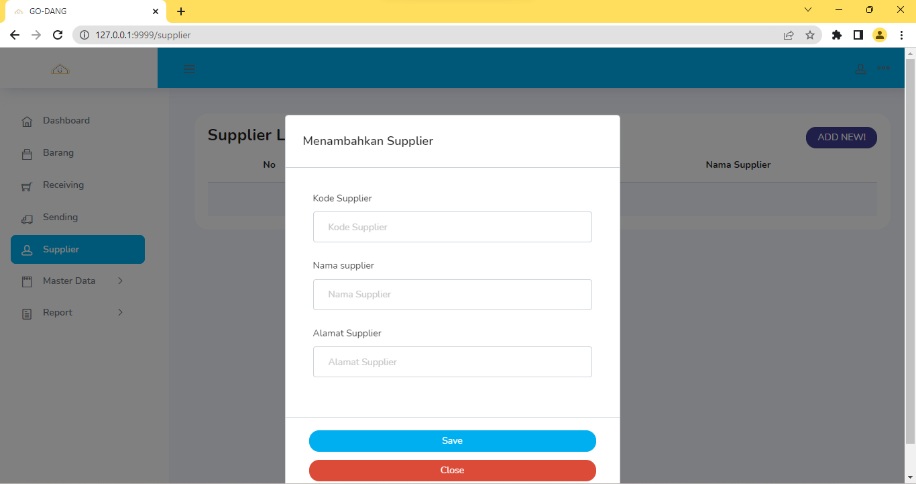 GO-DANG
127.0.0.1:9999/supplier
Dashboard
Barang
Receiving
Sending
Supplier
Master Data
Report
Supplier L
ADD NEW!
No
Nama Supplier
Menambahkan Supplier
Kode Supplier
Kode Supplier
Nama supplier
Nama Supplier
Alamat Supplier
Alamat Supplier
Save
Close